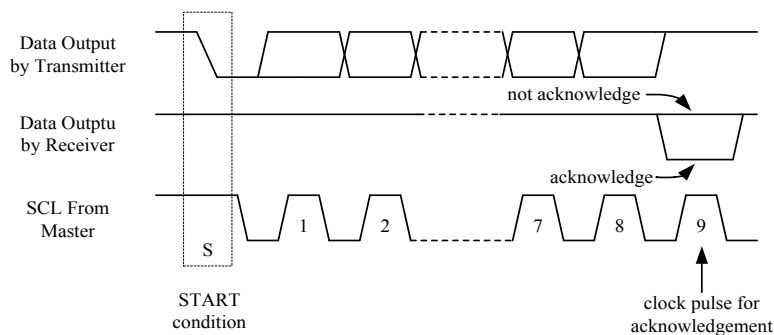 Data Output
by Transmitter
not acknowledge
Data Outptu
by Receiver
acknowledge
SCL From
Master
1
2
7
8
9
S
START
condition
clock pulse for
acknowledgement